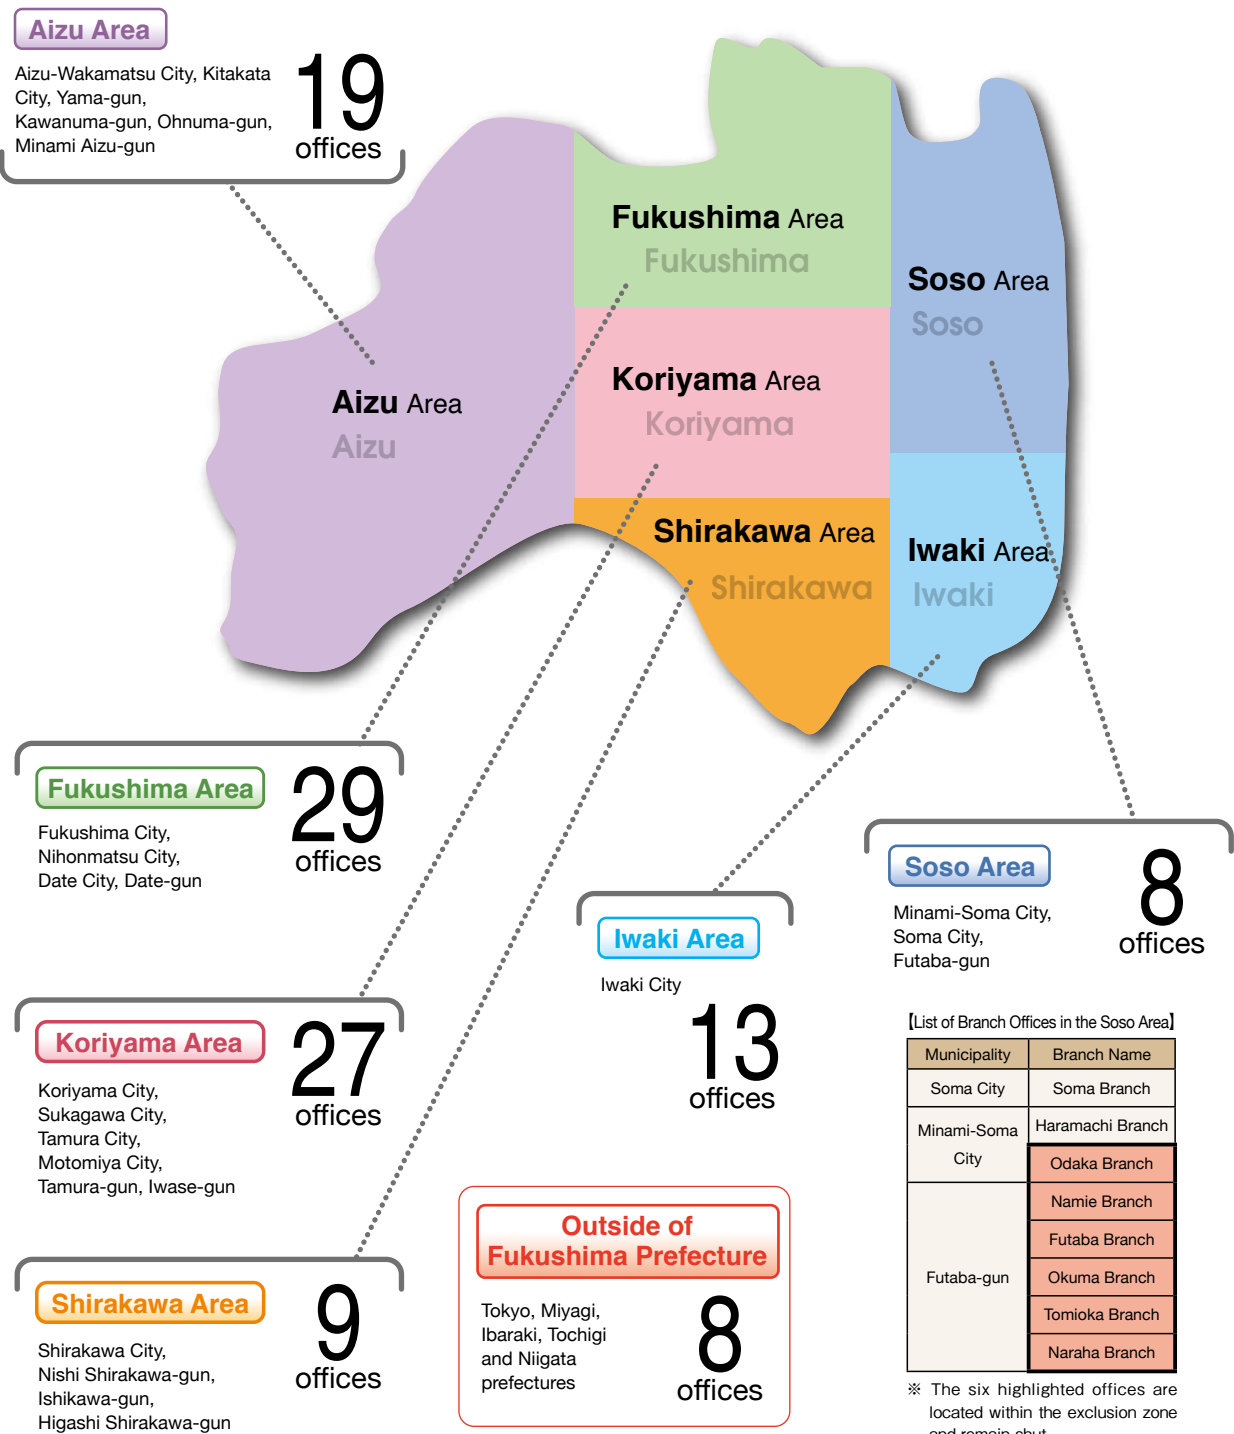 Aizu Area
Aizu-Wakamatsu City, Kitakata
City, Yama-gun,
Kawanuma-gun, Ohnuma-gun,
Minami Aizu-gun
19
offices
Fukushima Area
Fukushima
Soso Area
Soso
Koriyama Area
Koriyama
Aizu Area
Aizu
Shirakawa Area
Shirakawa
Iwaki Area
Iwaki
Fukushima Area
Fukushima City,
Nihonmatsu City,
Date City, Date-gun
29
offices
Koriyama Area
Koriyama City,
Sukagawa City,
Tamura City,
Motomiya City,
Tamura-gun, Iwase-gun
27
offices
Shirakawa Area
Shirakawa City,
Nishi Shirakawa-gun,
Ishikawa-gun,
Higashi Shirakawa-gun
9
offices
Iwaki Area
Iwaki City
13
offices
Outside of
Fukushima Prefecture
Tokyo, Miyagi,
Ibaraki, Tochigi
and Niigata
prefectures
8
offices
Soso Area
Minami-Soma City,
Soma City,
Futaba-gun
8
offices
【List of Branch Offices in the Soso Area】
Municipality Branch Name
Soma City Soma Branch
Minami-Soma
City
Haramachi Branch
Odaka Branch
Futaba-gun
Namie Branch
Futaba Branch
Okuma Branch
Tomioka Branch
Naraha Branch
※ The six highlighted offices are
located within the exclusion zone
and remain shut